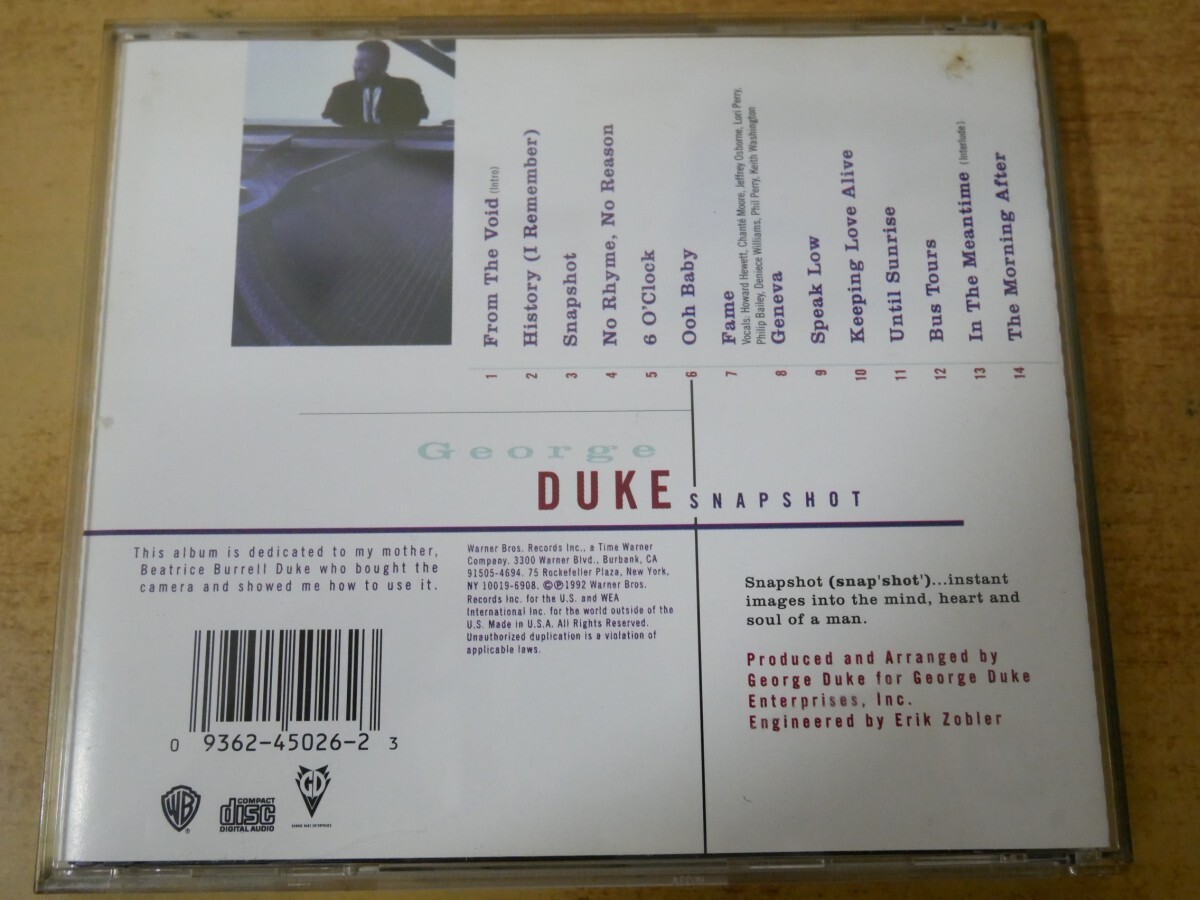 1 From The Void (Intro)
2 History (I Remember)
3 Snapshot
4 No Rhyme, No Reason
5 6 O'Clock
6 Ooh Baby
7 Fame
Vocals: Howard Hewett, Chanté Moore, Jeffrey Osborne, Lori Perry,
Philip Bailey, Deniece Williams, Phil Perry, Keith Washington
8 Geneva
9 Speak Low
10 Keeping Love Alive
11 Until Sunrise
12 Bus Tours
13 In The Meantime (Interlude)
14 The Morning After
George
DUKE SNAPSHOT
This album is dedicated to my mother,
Beatrice Burrell Duke who bought the
camera and showed me how to use it.
Warner Bros. Records Inc., a Time Warner
Company. 3300 Warner Blvd., Burbank, CA
91505-4694. 75 Rockefeller Plaza, New York,
NY 10019-6908. ©℗1992 Warner Bros.
Records Inc. for the U.S. and WEA
International Inc. for the world outside of the
U.S. Made in U.S.A. All Rights Reserved.
Unauthorized duplication is a violation of
applicable laws.
Snapshot (snap'shot')...instant
images into the mind, heart and
soul of a man.
Produced and Arranged by
George Duke for George Duke
Enterprises, Inc.
Engineered by Erik Zobler
0 9362-45026-2 3
WB
COMPACT
disc
DIGITAL AUDIO
GD
GEORGE DUKE ENTERPRISES